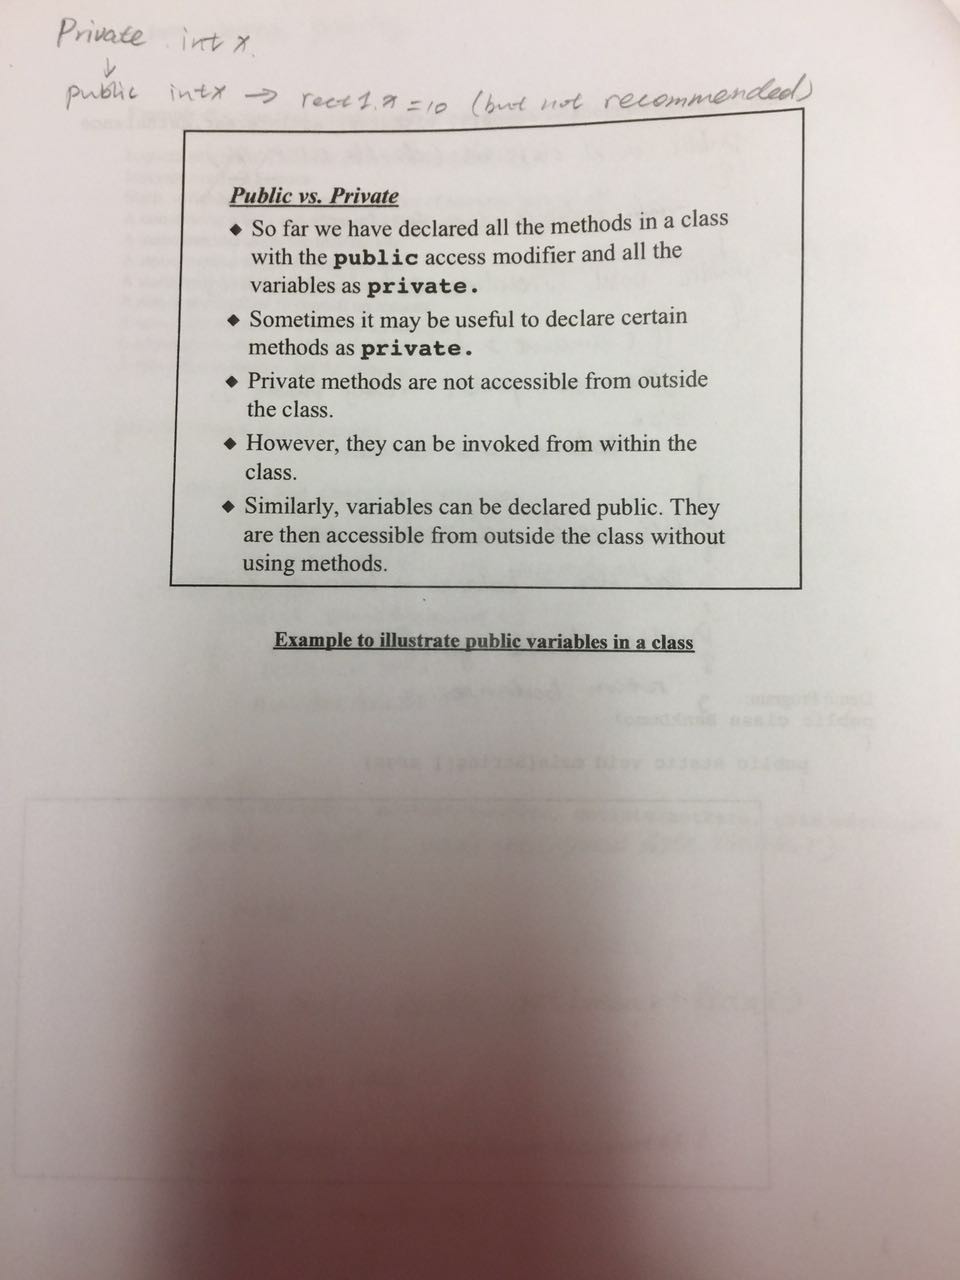 Private int x
↓
public int x → rect1.x = 10 (but not recommended)
Public vs. Private
◆ So far we have declared all the methods in a class
with the public access modifier and all the
variables as private.
◆ Sometimes it may be useful to declare certain
methods as private.
◆ Private methods are not accessible from outside
the class.
◆ However, they can be invoked from within the
class.
◆ Similarly, variables can be declared public. They
are then accessible from outside the class without
using methods.
Example to illustrate public variables in a class